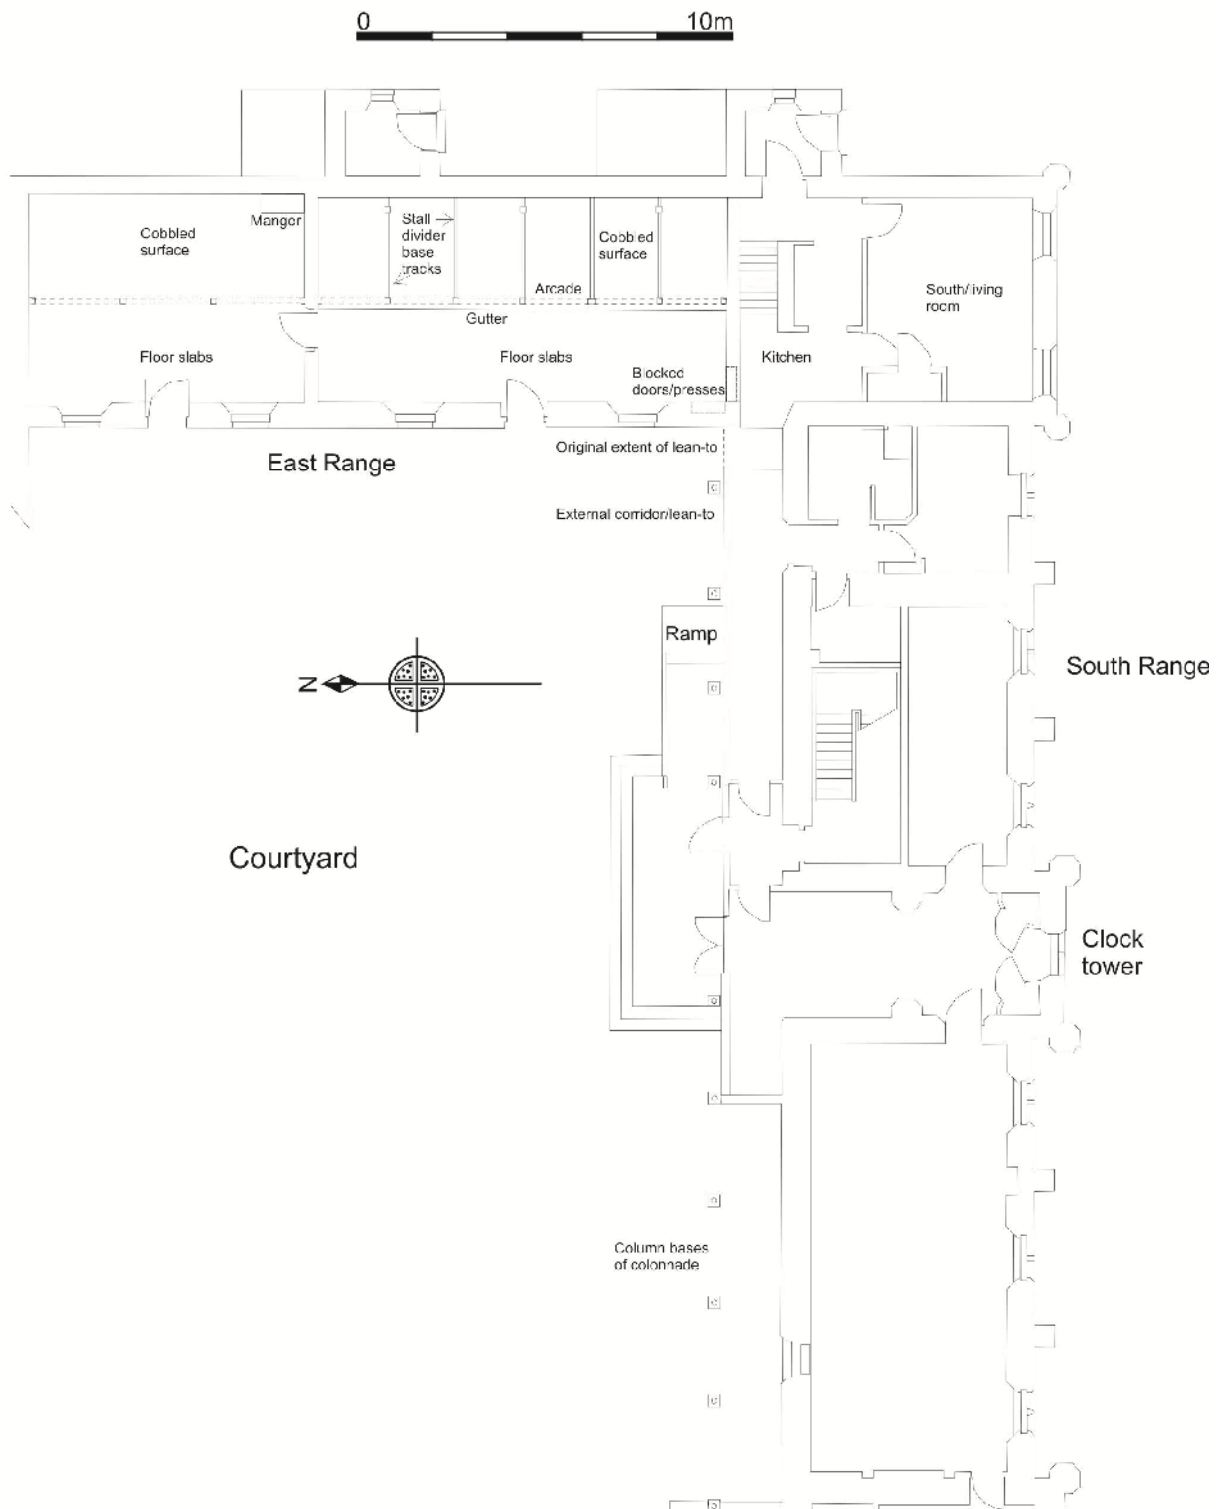 0 10m
Manger
Cobbled
surface
Stall
divider
base
tracks
Cobbled
surface
Arcade
South/living
room
Gutter
Floor slabs
Floor slabs
Kitchen
Blocked
doors/presses
East Range
Original extent of lean-to
External corridor/lean-to
Ramp
South Range
N
Courtyard
Clock
tower
Column bases
of colonnade